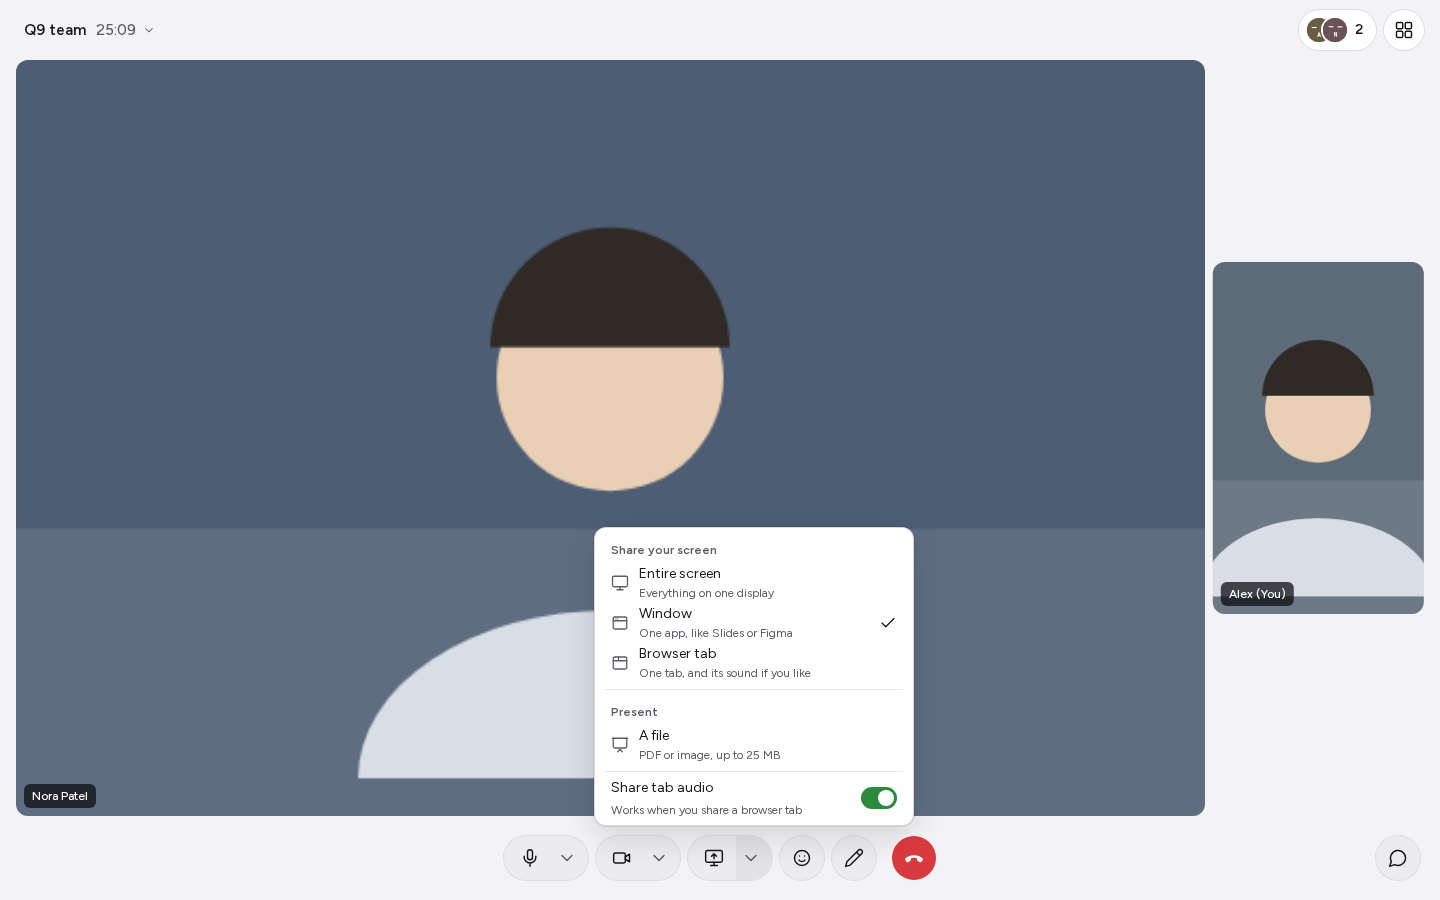 Q9 team 25:09
2
Share your screen
Entire screen
Everything on one display
Window
One app, like Slides or Figma
Browser tab
One tab, and its sound if you like
Present
A file
PDF or image, up to 25 MB
Share tab audio
Works when you share a browser tab
Alex (You)
Nora Patel